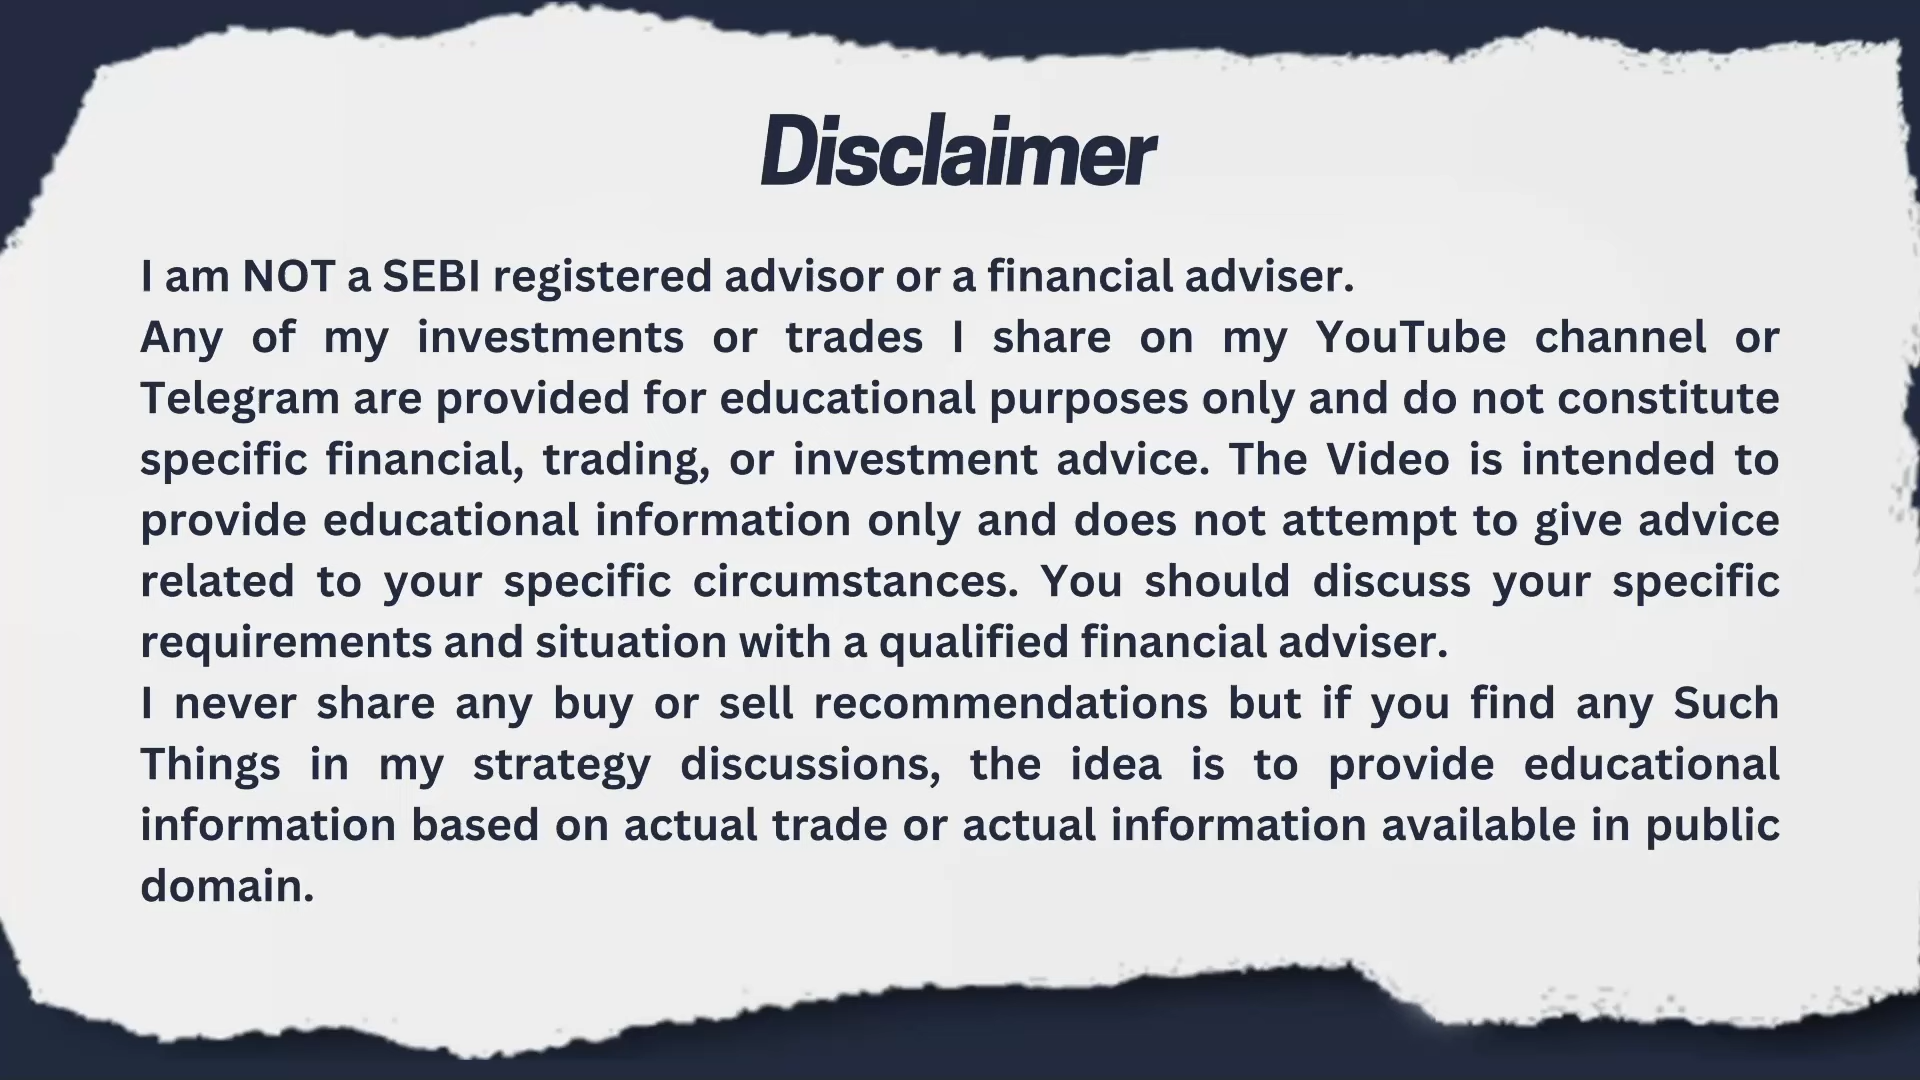 Disclaimer
I am NOT a SEBI registered advisor or a financial adviser.
Any of my investments or trades I share on my YouTube channel or
Telegram are provided for educational purposes only and do not constitute
specific financial, trading, or investment advice. The Video is intended to
provide educational information only and does not attempt to give advice
related to your specific circumstances. You should discuss your specific
requirements and situation with a qualified financial adviser.
I never share any buy or sell recommendations but if you find any Such
Things in my strategy discussions, the idea is to provide educational
information based on actual trade or actual information available in public
domain.